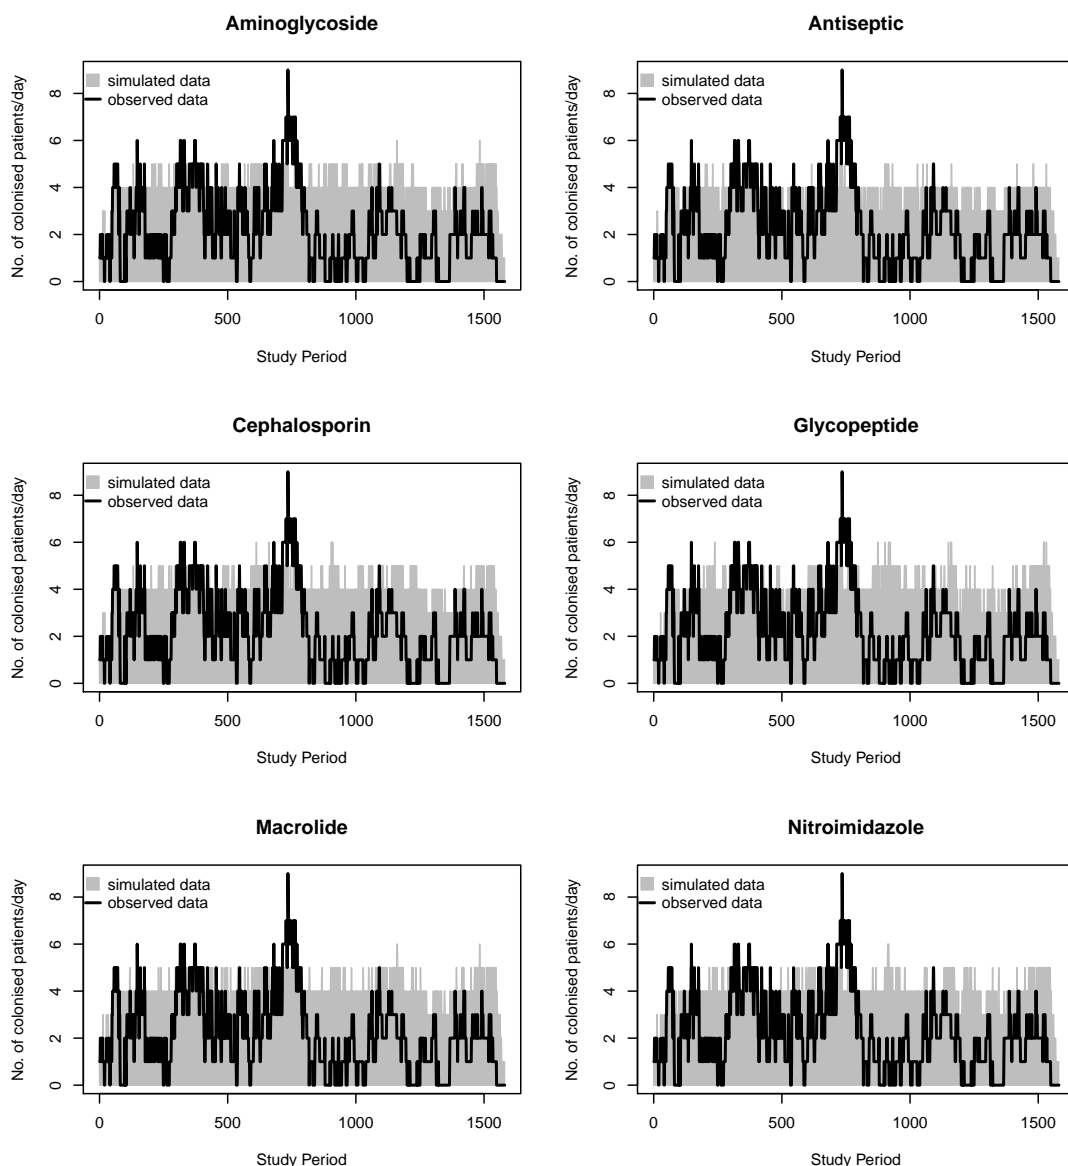 Aminoglycoside
simulated data
observed data
No. of colonised patients/day
0 2 4 6 8
0 500 1000 1500
Study Period
Antiseptic
simulated data
observed data
No. of colonised patients/day
0 2 4 6 8
0 500 1000 1500
Study Period
Cephalosporin
simulated data
observed data
No. of colonised patients/day
0 2 4 6 8
0 500 1000 1500
Study Period
Glycopeptide
simulated data
observed data
No. of colonised patients/day
0 2 4 6 8
0 500 1000 1500
Study Period
Macrolide
simulated data
observed data
No. of colonised patients/day
0 2 4 6 8
0 500 1000 1500
Study Period
Nitroimidazole
simulated data
observed data
No. of colonised patients/day
0 2 4 6 8
0 500 1000 1500
Study Period